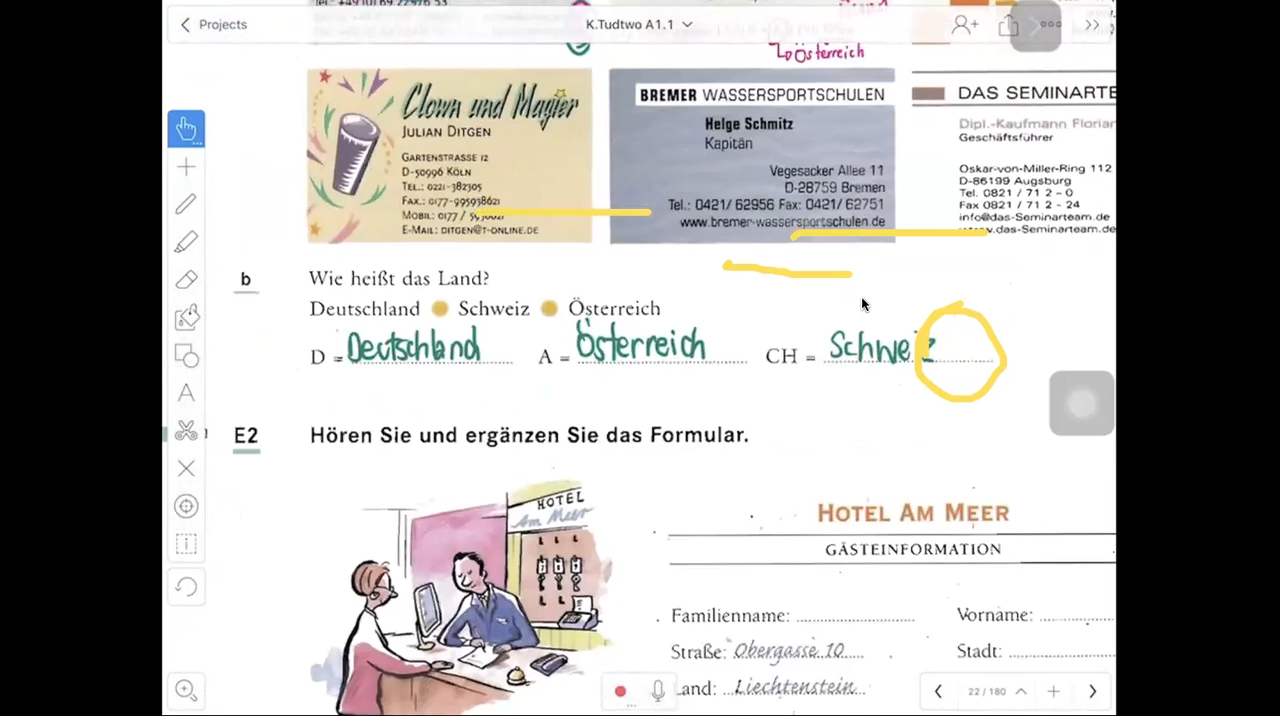 Projects
K.Tudtwo A1.1
Österreich
Clown und Magier
JULIAN DITGEN
GARTENSTRASSE 12
D-50996 KÖLN
TEL.: 0221-382305
FAX.: 0177-995938621
MOBIL: 0177 /
E-MAIL: DITGEN@T-ONLINE.DE
BREMER WASSERSPORTSCHULEN
Helge Schmitz
Kapitän
Vegesacker Allee 11
D-28759 Bremen
Tel.: 0421/ 62956 Fax: 0421/ 62751
www.bremer-wassersportschulen.de
DAS SEMINARTE
Dipl.-Kaufmann Florian
Geschäftsführer
Oskar-von-Miller-Ring 112
D-86199 Augsburg
Tel. 0821 / 71 2 - 0
Fax 0821 / 71 2 - 24
info@das-Seminarteam.de
www.das-Seminarteam.de
b Wie heißt das Land?
Deutschland Schweiz Österreich
D = Deutschland A = Österreich CH = Schweiz
E2 Hören Sie und ergänzen Sie das Formular.
HOTEL
Am Meer
HOTEL AM MEER
GÄSTEINFORMATION
Familienname: Vorname:
Straße: Obergasse 10 Stadt:
Land: Liechtenstein
22 / 180